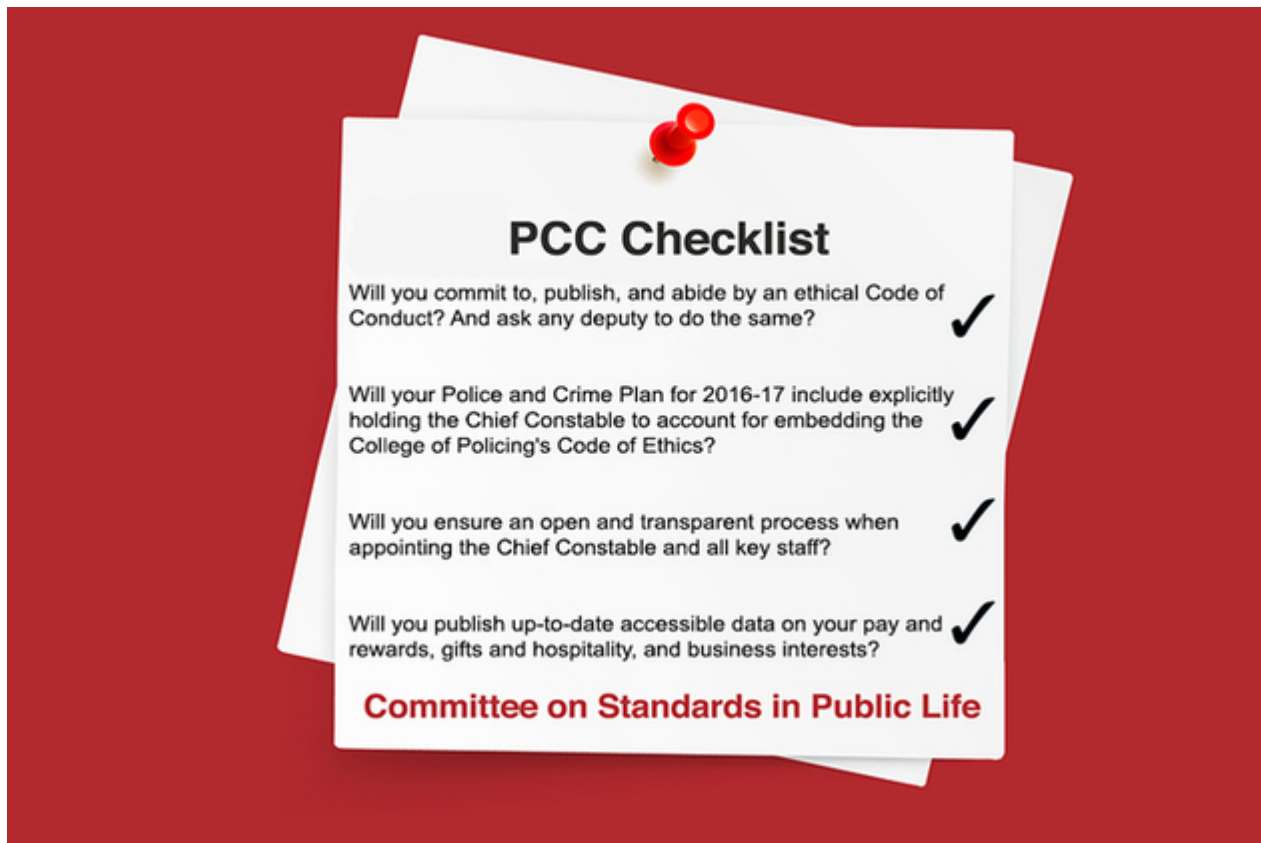 PCC Checklist
Will you commit to, publish, and abide by an ethical Code of
Conduct? And ask any deputy to do the same?
Will your Police and Crime Plan for 2016-17 include explicitly
holding the Chief Constable to account for embedding the
College of Policing's Code of Ethics?
Will you ensure an open and transparent process when
appointing the Chief Constable and all key staff?
Will you publish up-to-date accessible data on your pay and
rewards, gifts and hospitality, and business interests?
Committee on Standards in Public Life